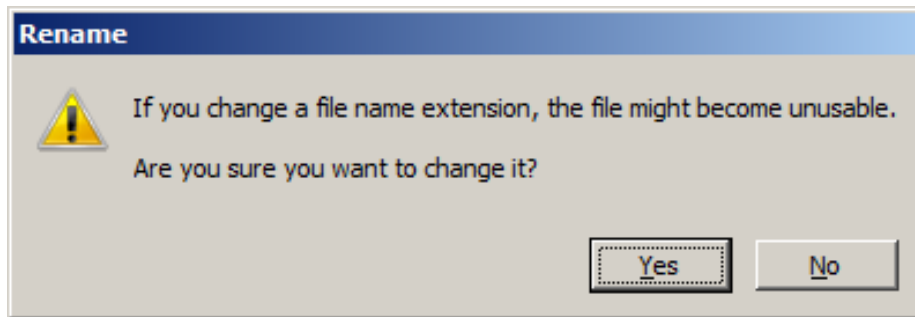 Rename
If you change a file name extension, the file might become unusable.
Are you sure you want to change it?
Yes No